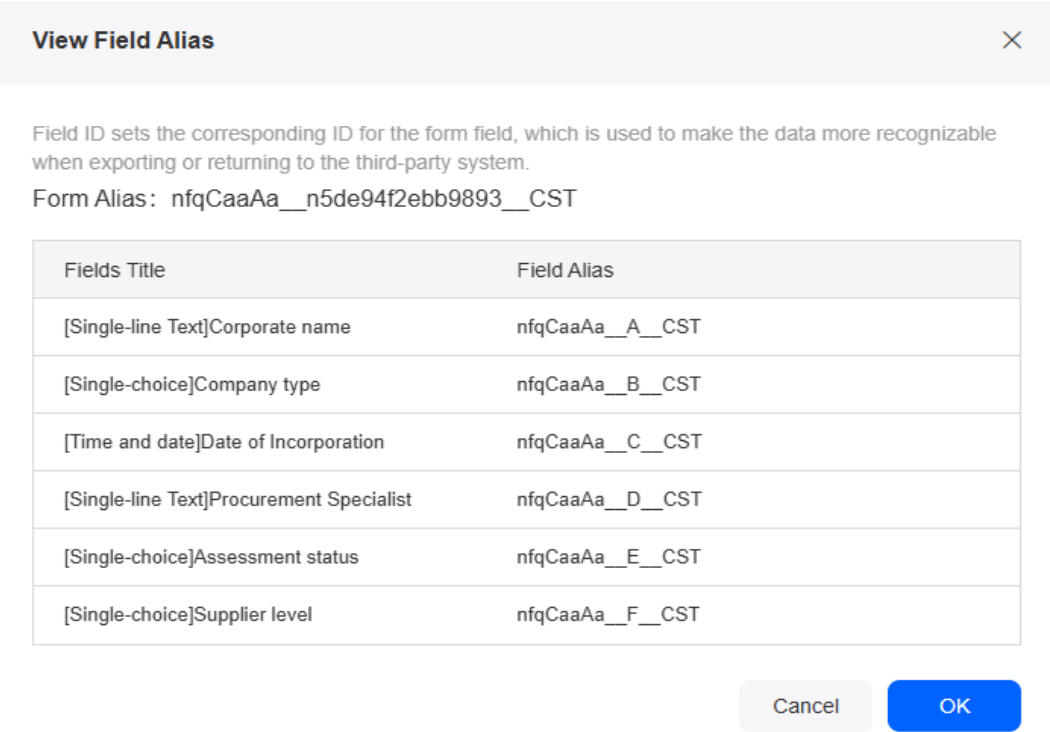 View Field Alias
Field ID sets the corresponding ID for the form field, which is used to make the data more recognizable
when exporting or returning to the third-party system.
Form Alias: nfqCaaAa__n5de94f2ebb9893__CST
Fields Title Field Alias
[Single-line Text]Corporate name nfqCaaAa__A__CST
[Single-choice]Company type nfqCaaAa__B__CST
[Time and date]Date of Incorporation nfqCaaAa__C__CST
[Single-line Text]Procurement Specialist nfqCaaAa__D__CST
[Single-choice]Assessment status nfqCaaAa__E__CST
[Single-choice]Supplier level nfqCaaAa__F__CST
Cancel OK